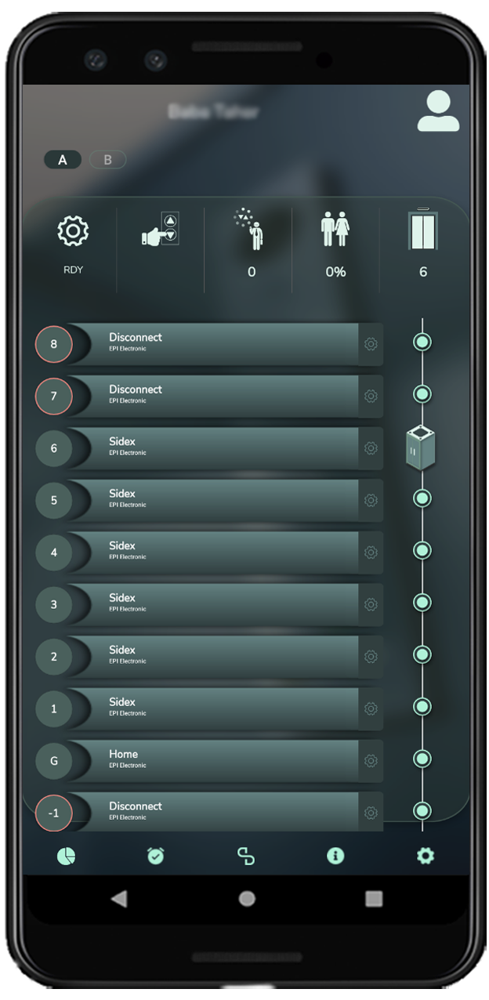 A B
RDY
0
0%
6
8 Disconnect
EPI Electronic
7 Disconnect
EPI Electronic
6 Sidex
EPI Electronic
5 Sidex
EPI Electronic
4 Sidex
EPI Electronic
3 Sidex
EPI Electronic
2 Sidex
EPI Electronic
1 Sidex
EPI Electronic
G Home
EPI Electronic
-1 Disconnect
EPI Electronic